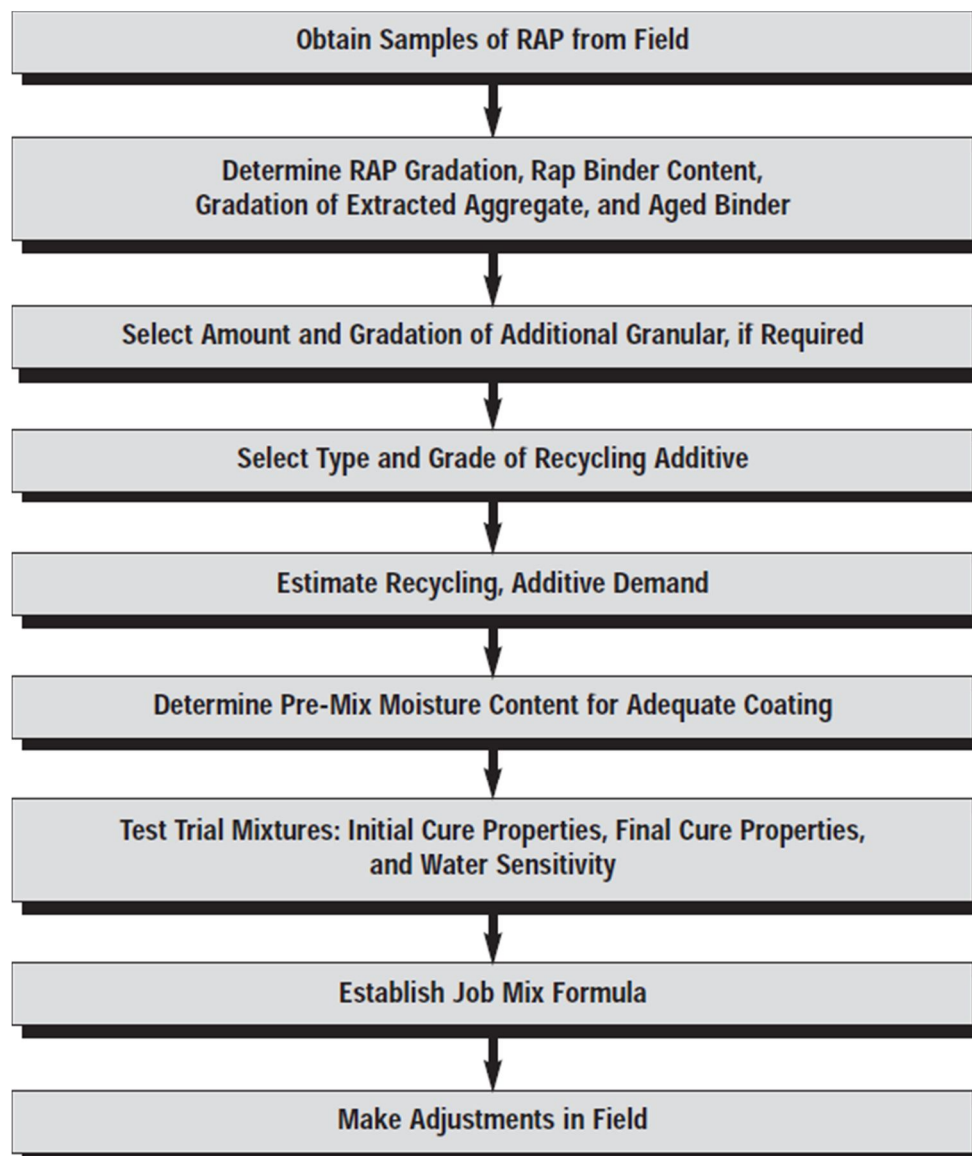 Obtain Samples of RAP from Field
Determine RAP Gradation, Rap Binder Content,
Gradation of Extracted Aggregate, and Aged Binder
Select Amount and Gradation of Additional Granular, if Required
Select Type and Grade of Recycling Additive
Estimate Recycling, Additive Demand
Determine Pre-Mix Moisture Content for Adequate Coating
Test Trial Mixtures: Initial Cure Properties, Final Cure Properties,
and Water Sensitivity
Establish Job Mix Formula
Make Adjustments in Field